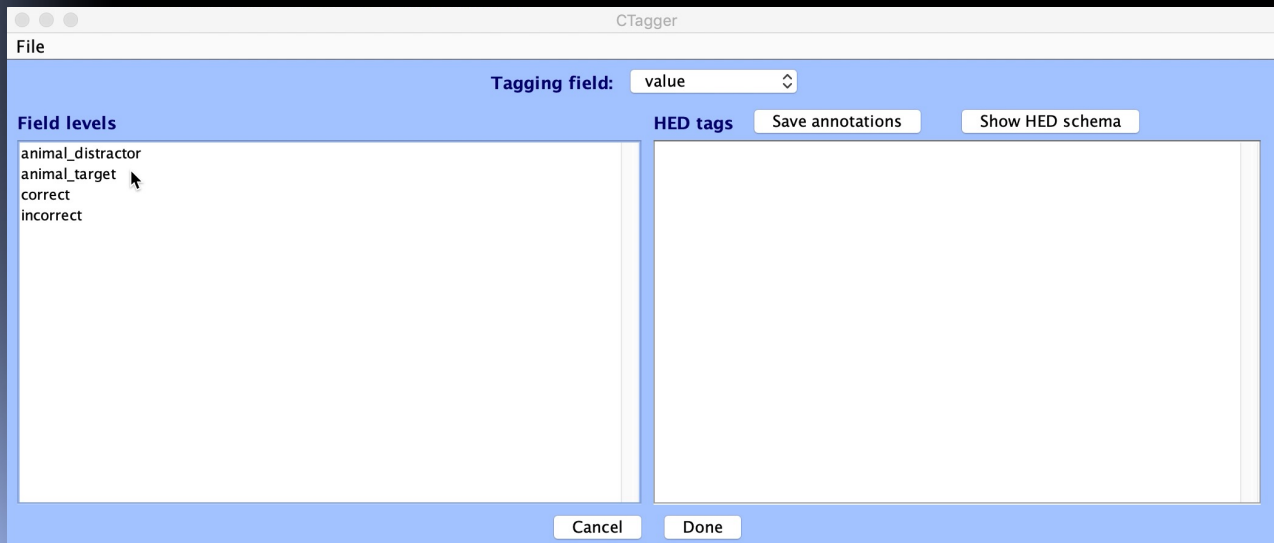 CTagger
File
Tagging field: value
Field levels
HED tags Save annotations Show HED schema
animal_distractor
animal_target
correct
incorrect
Cancel Done